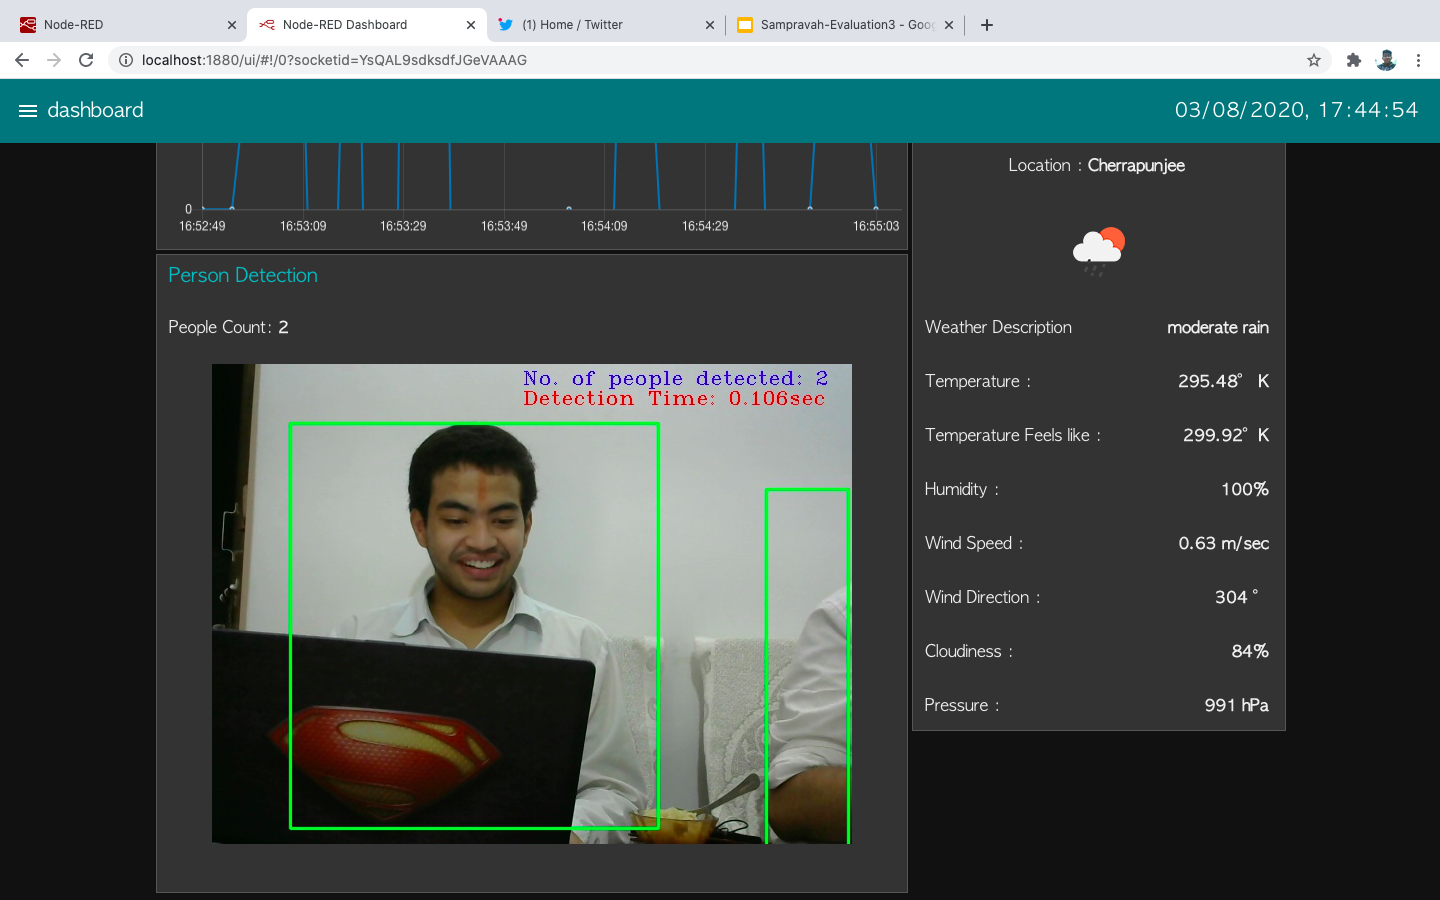 Node-RED
Node-RED Dashboard
(1) Home / Twitter
Sampravah-Evaluation3 - Goo
localhost:1880/ui/#!/0?socketid=YsQAL9sdksdfJGeVAAAG
dashboard
03/08/2020, 17:44:54
0
16:52:49 16:53:09 16:53:29 16:53:49 16:54:09 16:54:29 16:55:03
Person Detection
People Count: 2
No. of people detected: 2
Detection Time: 0.106sec
Location : Cherrapunjee
Weather Description moderate rain
Temperature : 295.48° K
Temperature Feels like : 299.92° K
Humidity : 100%
Wind Speed : 0.63 m/sec
Wind Direction : 304 °
Cloudiness : 84%
Pressure : 991 hPa